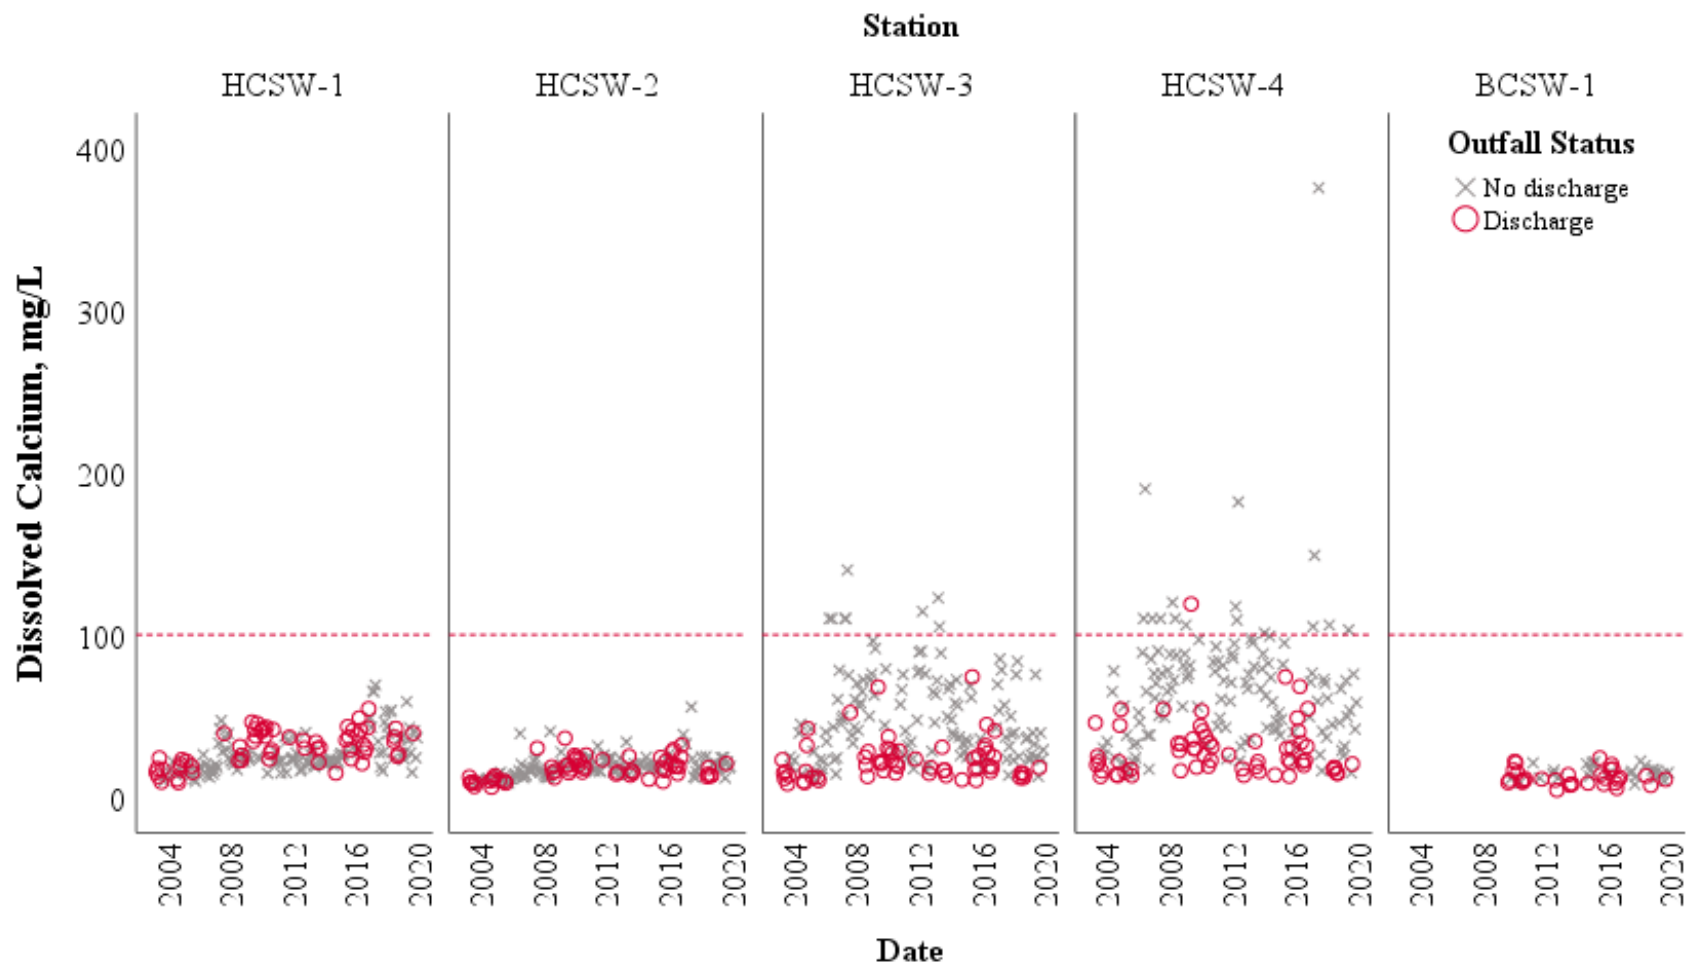 Station
HCSW-1 HCSW-2 HCSW-3 HCSW-4 BCSW-1
Outfall Status
No discharge
Discharge
Dissolved Calcium, mg/L
400
300
200
100
0
2004 2008 2012 2016 2020 2004 2008 2012 2016 2020 2004 2008 2012 2016 2020 2004 2008 2012 2016 2020 2004 2008 2012 2016 2020
Date